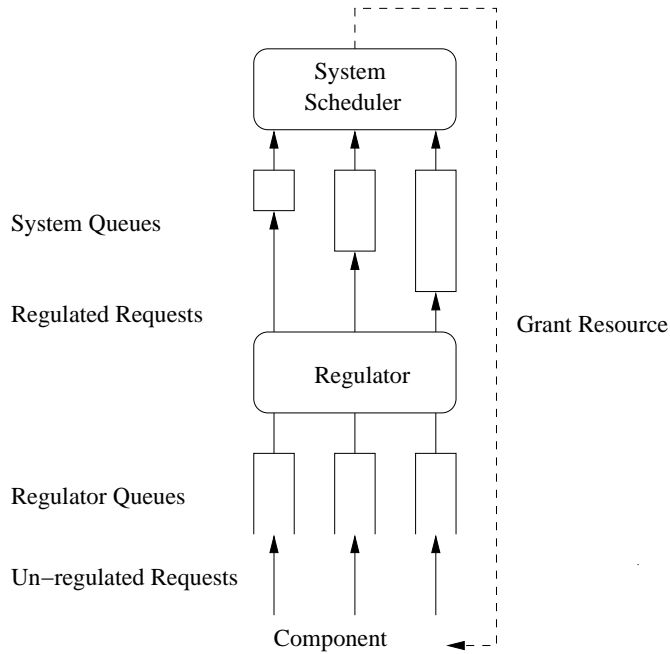 System
Scheduler
System Queues
Regulated Requests
Grant Resource
Regulator
Regulator Queues
Un−regulated Requests
Component